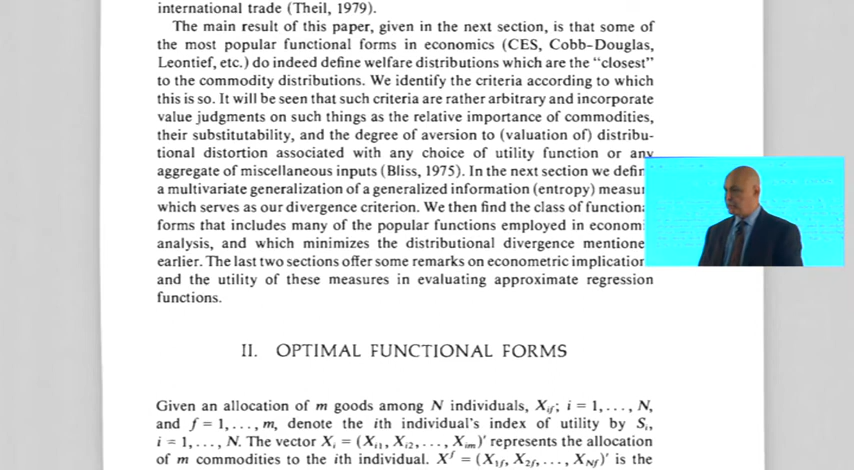 international trade (Theil, 1979).
The main result of this paper, given in the next section, is that some of
the most popular functional forms in economics (CES, Cobb-Douglas,
Leontief, etc.) do indeed define welfare distributions which are the “closest”
to the commodity distributions. We identify the criteria according to which
this is so. It will be seen that such criteria are rather arbitrary and incorporate
value judgments on such things as the relative importance of commodities,
their substitutability, and the degree of aversion to (valuation of) distribu-
tional distortion associated with any choice of utility function or any
aggregate of miscellaneous inputs (Bliss, 1975). In the next section we defin
a multivariate generalization of a generalized information (entropy) measur
which serves as our divergence criterion. We then find the class of functiona
forms that includes many of the popular functions employed in economi
analysis, and which minimizes the distributional divergence mentione
earlier. The last two sections offer some remarks on econometric implication
and the utility of these measures in evaluating approximate regression
functions.
II. OPTIMAL FUNCTIONAL FORMS
Given an allocation of m goods among N individuals, X_if; i = 1, . . . , N,
and f = 1, . . . , m, denote the ith individual's index of utility by S_i,
i = 1, . . . , N. The vector X_i = (X_i1, X_i2, . . . , X_im)′ represents the allocation
of m commodities to the ith individual. X^f = (X_1f, X_2f, . . . , X_Nf)′ is the